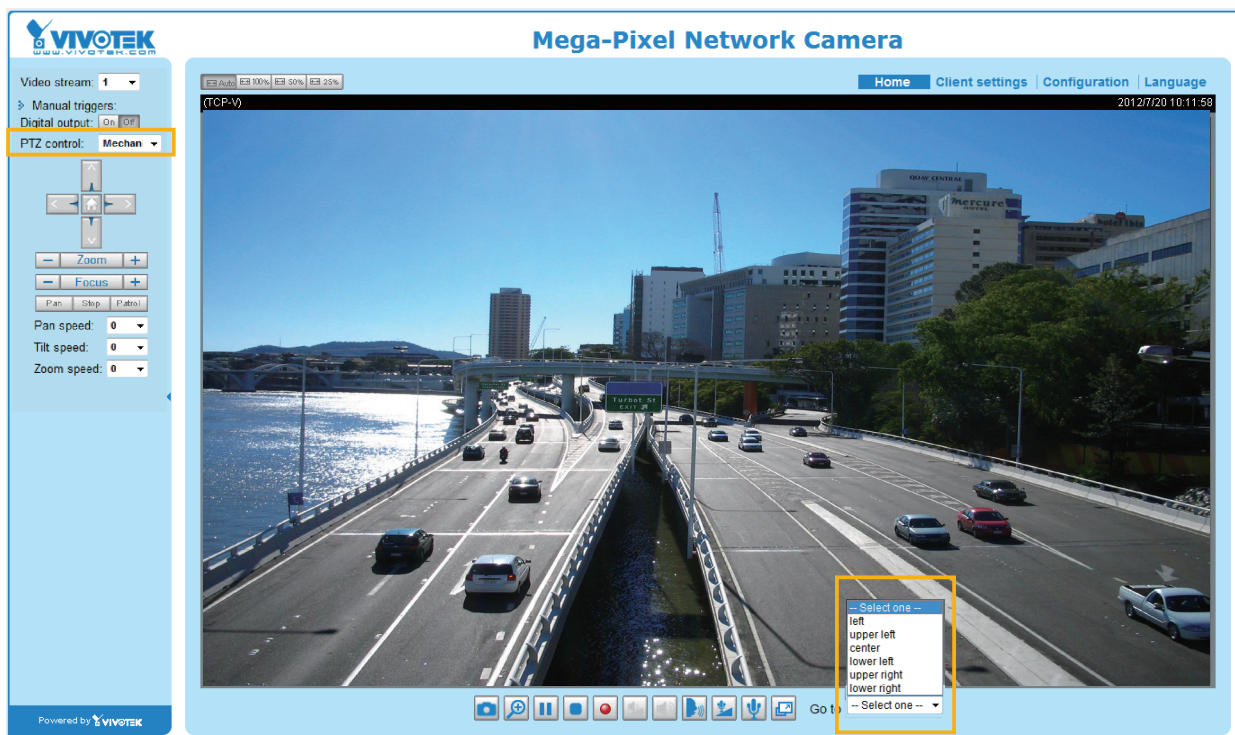 VIVOTEK
www.vivotek.com
Mega-Pixel Network Camera
Video stream: 1
Manual triggers:
Digital output: On Off
PTZ control: Mechan
Zoom
Focus
Pan Stop Patrol
Pan speed: 0
Tilt speed: 0
Zoom speed: 0
Powered by VIVOTEK
Auto 100% 50% 25%
Home Client settings Configuration Language
(TCP-V) 2012/7/20 10:11:58
QUAY CENTRAL
Mercure
HOTEL
hotel ibis
Turbot St
EXIT
-- Select one --
left
upper left
center
lower left
upper right
lower right
Go to -- Select one --